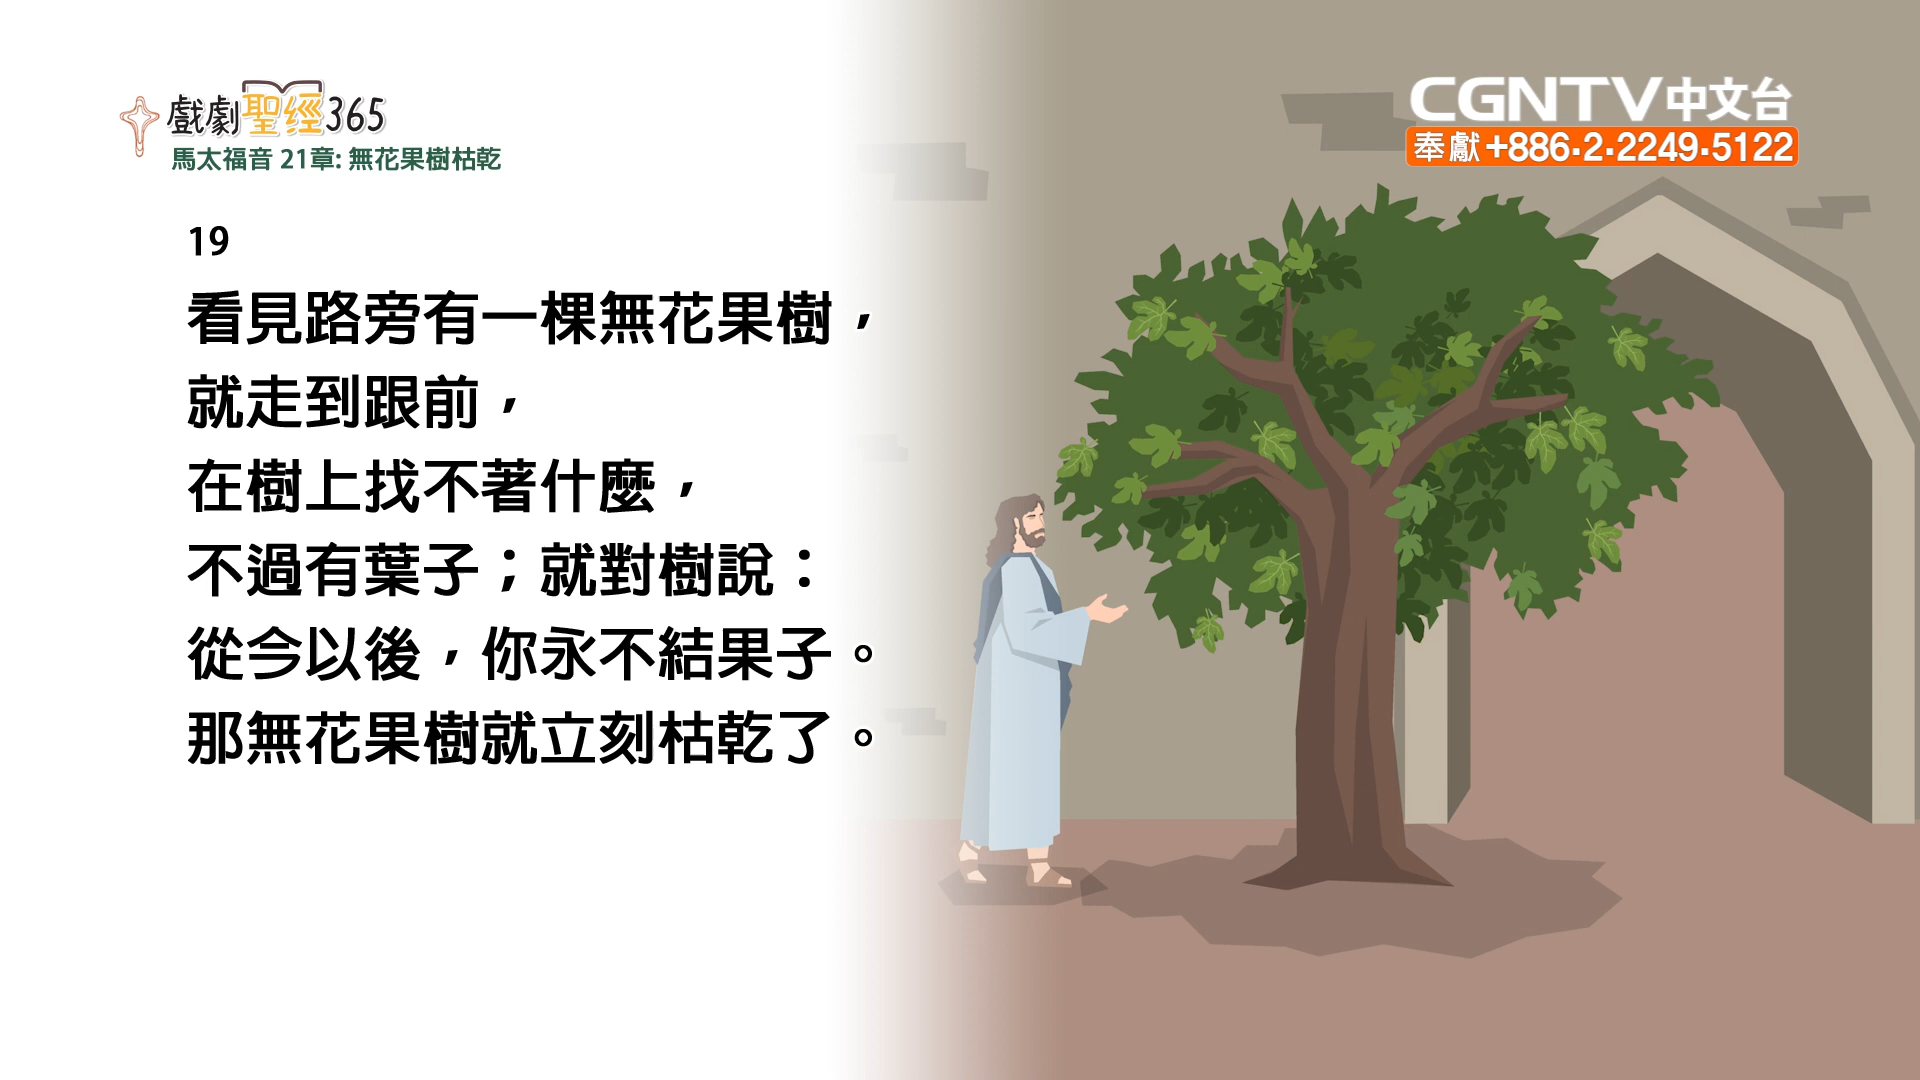 戲劇聖經365
馬太福音 21章: 無花果樹枯乾
CGNTV中文台
奉獻 +886·2·2249·5122
19
看見路旁有一棵無花果樹，
就走到跟前，
在樹上找不著什麼，
不過有葉子；就對樹說：
從今以後，你永不結果子。
那無花果樹就立刻枯乾了。